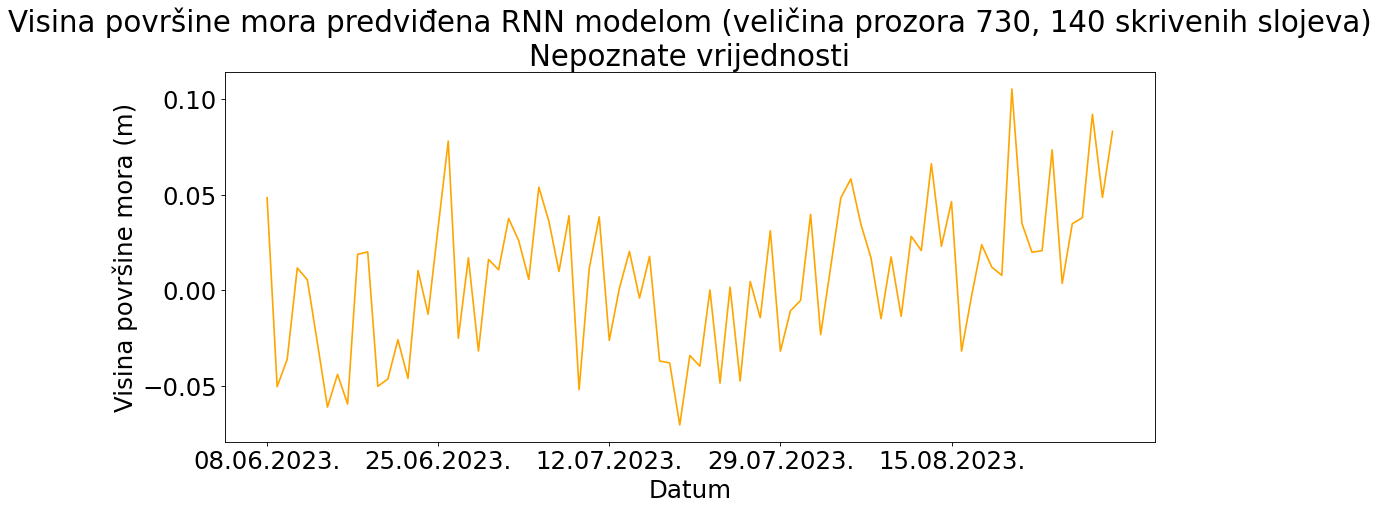 Visina površine mora predviđena RNN modelom (veličina prozora 730, 140 skrivenih slojeva)
Nepoznate vrijednosti
Visina površine mora (m)
0.10
0.05
0.00
−0.05
08.06.2023. 25.06.2023. 12.07.2023. 29.07.2023. 15.08.2023.
Datum